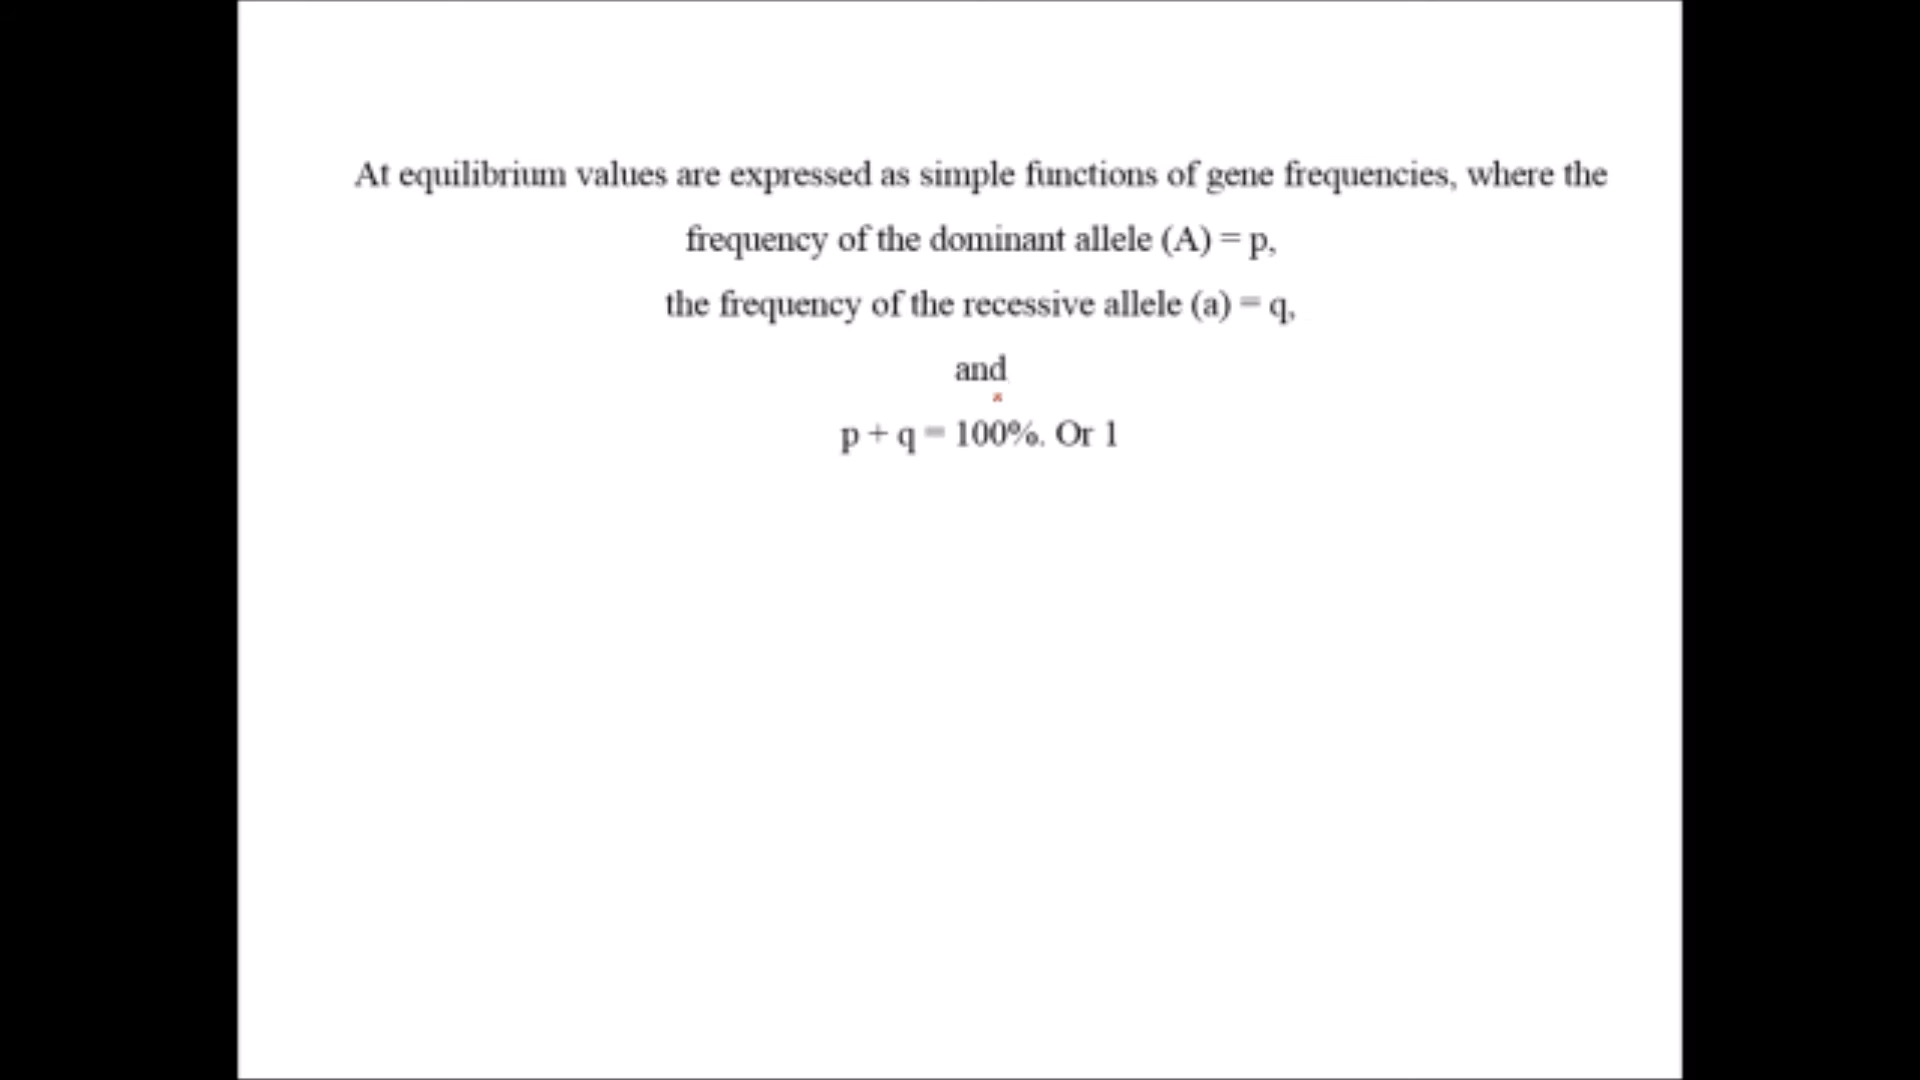 At equilibrium values are expressed as simple functions of gene frequencies, where the
frequency of the dominant allele (A) = p,
the frequency of the recessive allele (a) = q,
and
p + q = 100%. Or 1